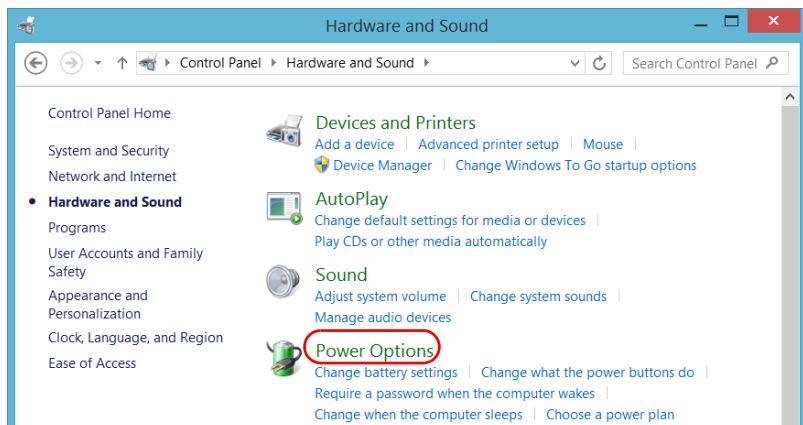 Hardware and Sound
Control Panel Hardware and Sound Search Control Panel
Control Panel Home
System and Security
Network and Internet
Hardware and Sound
Programs
User Accounts and Family
Safety
Appearance and
Personalization
Clock, Language, and Region
Ease of Access
Devices and Printers
Add a device | Advanced printer setup | Mouse |
Device Manager | Change Windows To Go startup options
AutoPlay
Change default settings for media or devices |
Play CDs or other media automatically
Sound
Adjust system volume | Change system sounds |
Manage audio devices
Power Options
Change battery settings | Change what the power buttons do |
Require a password when the computer wakes |
Change when the computer sleeps | Choose a power plan